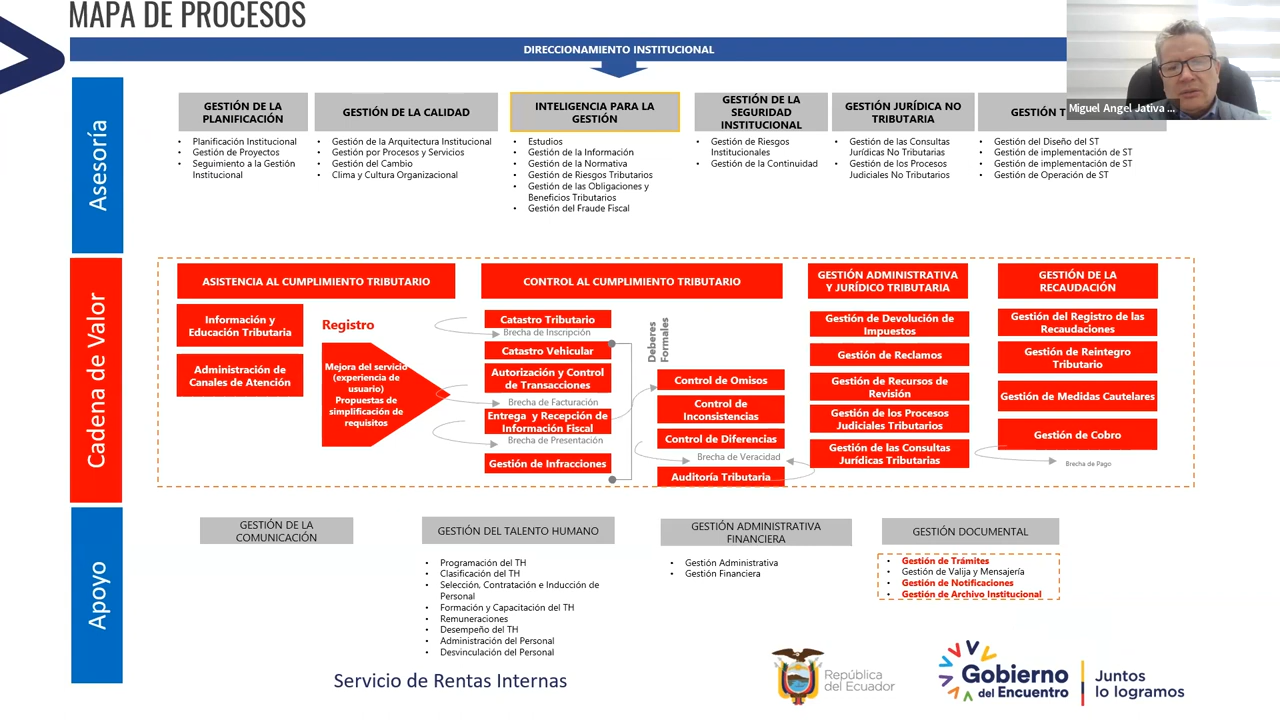 MAPA DE PROCESOS
DIRECCIONAMIENTO INSTITUCIONAL
Miguel Angel Jativa ...
Asesoría
GESTIÓN DE LA
PLANIFICACIÓN
Planificación Institucional
Gestión de Proyectos
Seguimiento a la Gestión
Institucional
GESTIÓN DE LA CALIDAD
Gestión de la Arquitectura Institucional
Gestión por Procesos y Servicios
Gestión del Cambio
Clima y Cultura Organizacional
INTELIGENCIA PARA LA
GESTIÓN
Estudios
Gestión de la Información
Gestión de la Normativa
Gestión de Riesgos Tributarios
Gestión de las Obligaciones y
Beneficios Tributarios
Gestión del Fraude Fiscal
GESTIÓN DE LA
SEGURIDAD
INSTITUCIONAL
Gestión de Riesgos
Institucionales
Gestión de la Continuidad
GESTIÓN JURÍDICA NO
TRIBUTARIA
Gestión de las Consultas
Jurídicas No Tributarias
Gestión de los Procesos
Judiciales No Tributarios
GESTIÓN T
Gestión del Diseño del ST
Gestión de implementación de ST
Gestión de implementación de ST
Gestión de Operación de ST
Cadena de Valor
ASISTENCIA AL CUMPLIMIENTO TRIBUTARIO
Información y
Educación Tributaria
Administración de
Canales de Atención
Registro
Mejora del servicio
(experiencia de
usuario)
Propuestas de
simplificación de
requisitos
CONTROL AL CUMPLIMIENTO TRIBUTARIO
Catastro Tributario
Brecha de Inscripción
Catastro Vehicular
Autorización y Control
de Transacciones
Brecha de Facturación
Entrega y Recepción de
Información Fiscal
Brecha de Presentación
Gestión de Infracciones
Deberes
Formales
Control de Omisos
Control de
Inconsistencias
Control de Diferencias
Brecha de Veracidad
Auditoría Tributaria
GESTIÓN ADMINISTRATIVA
Y JURÍDICO TRIBUTARIA
Gestión de Devolución de
Impuestos
Gestión de Reclamos
Gestión de Recursos de
Revisión
Gestión de los Procesos
Judiciales Tributarios
Gestión de las Consultas
Jurídicas Tributarias
GESTIÓN DE LA
RECAUDACIÓN
Gestión del Registro de las
Recaudaciones
Gestión de Reintegro
Tributario
Gestión de Medidas Cautelares
Gestión de Cobro
Brecha de Pago
Apoyo
GESTIÓN DE LA
COMUNICACIÓN
GESTIÓN DEL TALENTO HUMANO
Programación del TH
Clasificación del TH
Selección, Contratación e Inducción de
Personal
Formación y Capacitación del TH
Remuneraciones
Desempeño del TH
Administración del Personal
Desvinculación del Personal
GESTIÓN ADMINISTRATIVA
FINANCIERA
Gestión Administrativa
Gestión Financiera
GESTIÓN DOCUMENTAL
Gestión de Trámites
Gestión de Valija y Mensajería
Gestión de Notificaciones
Gestión de Archivo Institucional
Servicio de Rentas Internas
República
del Ecuador
Gobierno
del Encuentro
Juntos
lo logramos